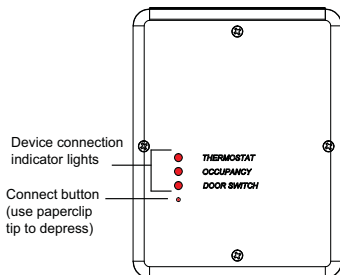 Device connection
indicator lights
THERMOSTAT
OCCUPANCY
DOOR SWITCH
Connect button
(use paperclip
tip to depress)